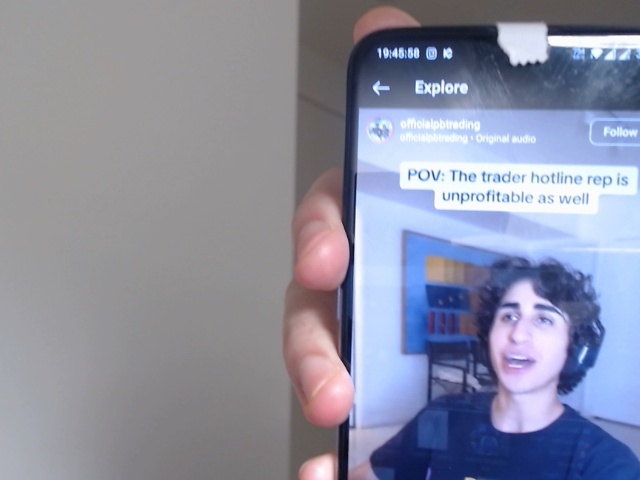 19:45:58
Explore
officialpbtrading
officialpbtrading • Original audio
Follow
POV: The trader hotline rep is
unprofitable as well